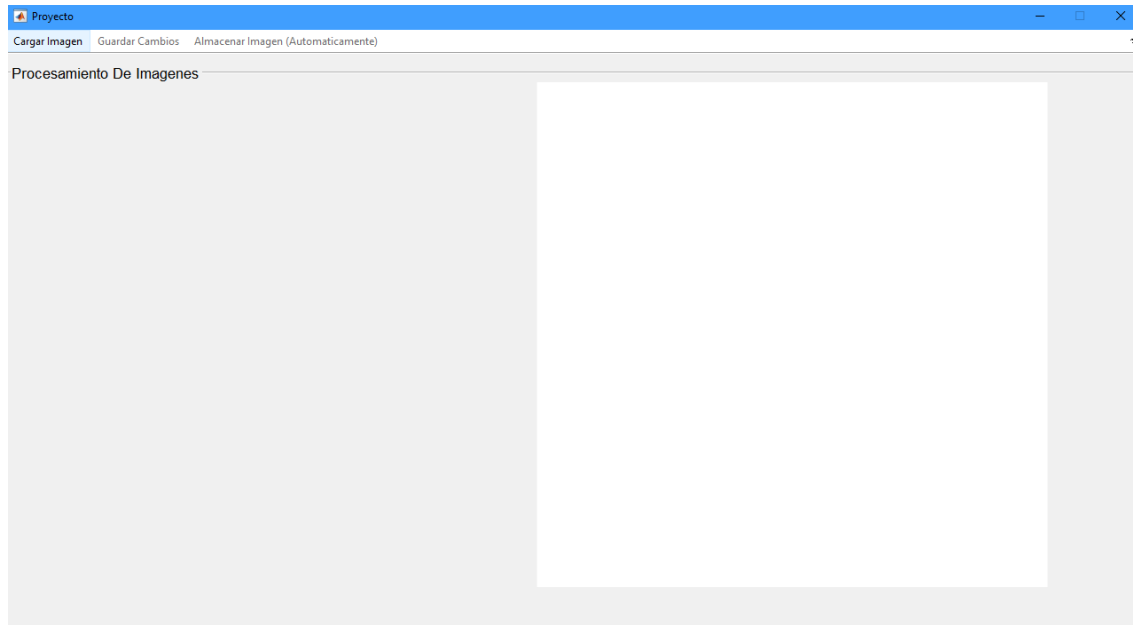 Proyecto
Cargar Imagen Guardar Cambios Almacenar Imagen (Automaticamente)
Procesamiento De Imagenes